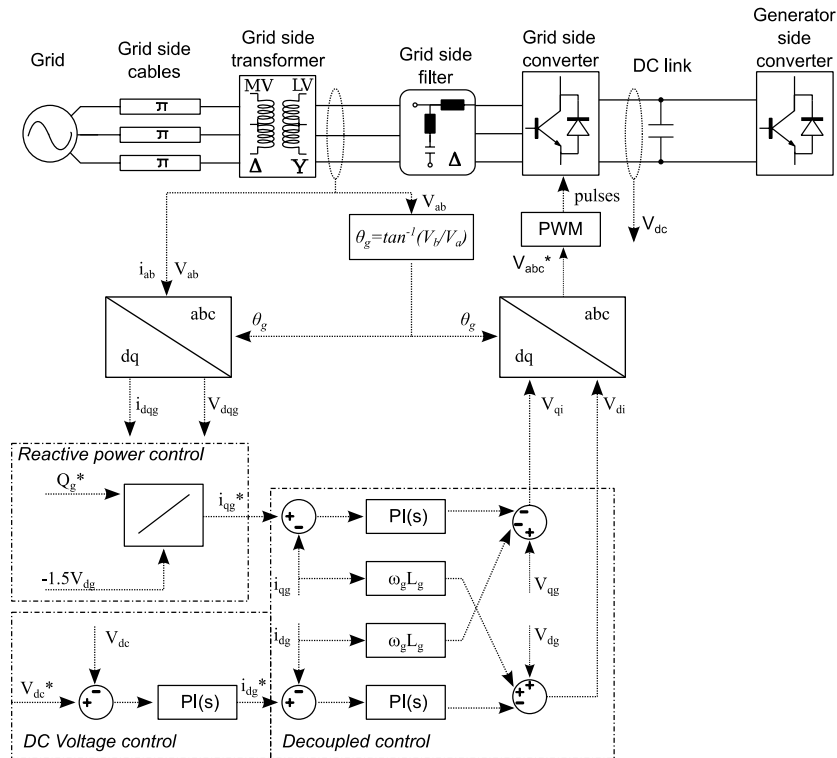 Grid
Grid side
cables
Grid side
transformer
Grid side
filter
Grid side
converter
DC link
Generator
side
converter
MV LV
π
π
π
Δ Y
Δ
V_ab
pulses
V_dc
θ_g=tan⁻¹(V_b/V_a)
PWM
i_ab V_ab
V_abc*
abc
dq
θ_g
θ_g
abc
dq
i_dqg V_dqg
V_qi V_di
Reactive power control
Q_g*
i_qg*
+
-
PI(s)
-
-
+
-1.5V_dg
i_qg
ω_gL_g
V_qg
i_dg
ω_gL_g
V_dg
V_dc
V_dc*
+
-
PI(s)
i_dg*
+
-
PI(s)
+
+
-
DC Voltage control
Decoupled control